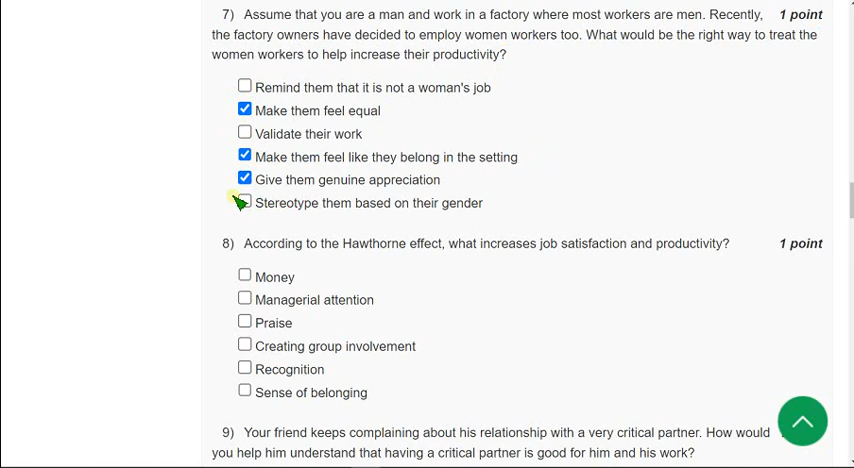 7) Assume that you are a man and work in a factory where most workers are men. Recently, 1 point
the factory owners have decided to employ women workers too. What would be the right way to treat the
women workers to help increase their productivity?
Remind them that it is not a woman's job
Make them feel equal
Validate their work
Make them feel like they belong in the setting
Give them genuine appreciation
Stereotype them based on their gender
8) According to the Hawthorne effect, what increases job satisfaction and productivity? 1 point
Money
Managerial attention
Praise
Creating group involvement
Recognition
Sense of belonging
9) Your friend keeps complaining about his relationship with a very critical partner. How would
you help him understand that having a critical partner is good for him and his work?